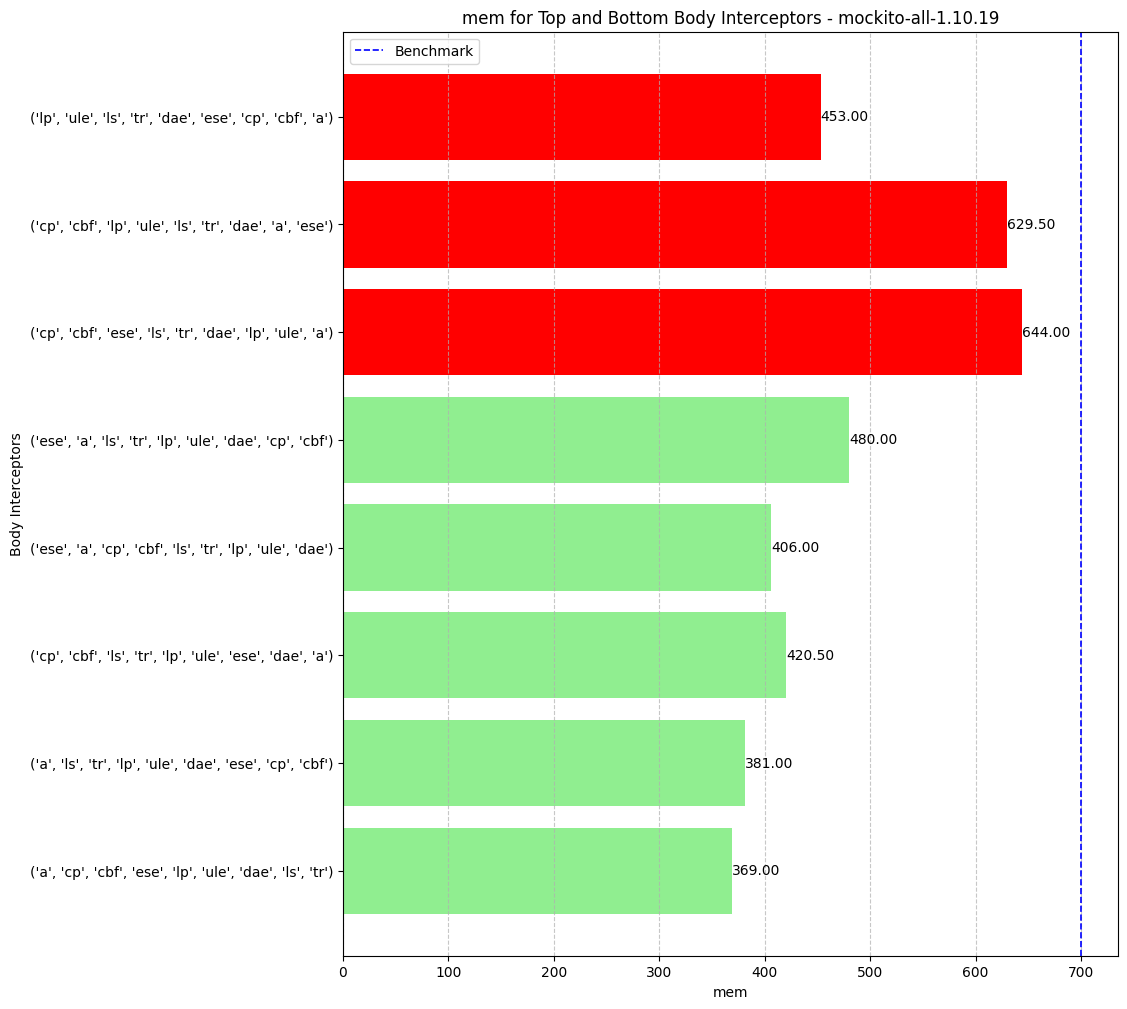 mem for Top and Bottom Body Interceptors - mockito-all-1.10.19
Benchmark
('lp', 'ule', 'ls', 'tr', 'dae', 'ese', 'cp', 'cbf', 'a')
453.00
('cp', 'cbf', 'lp', 'ule', 'ls', 'tr', 'dae', 'a', 'ese')
629.50
('cp', 'cbf', 'ese', 'ls', 'tr', 'dae', 'lp', 'ule', 'a')
644.00
('ese', 'a', 'ls', 'tr', 'lp', 'ule', 'dae', 'cp', 'cbf')
480.00
('ese', 'a', 'cp', 'cbf', 'ls', 'tr', 'lp', 'ule', 'dae')
406.00
('cp', 'cbf', 'ls', 'tr', 'lp', 'ule', 'ese', 'dae', 'a')
420.50
('a', 'ls', 'tr', 'lp', 'ule', 'dae', 'ese', 'cp', 'cbf')
381.00
('a', 'cp', 'cbf', 'ese', 'lp', 'ule', 'dae', 'ls', 'tr')
369.00
Body Interceptors
0 100 200 300 400 500 600 700
mem